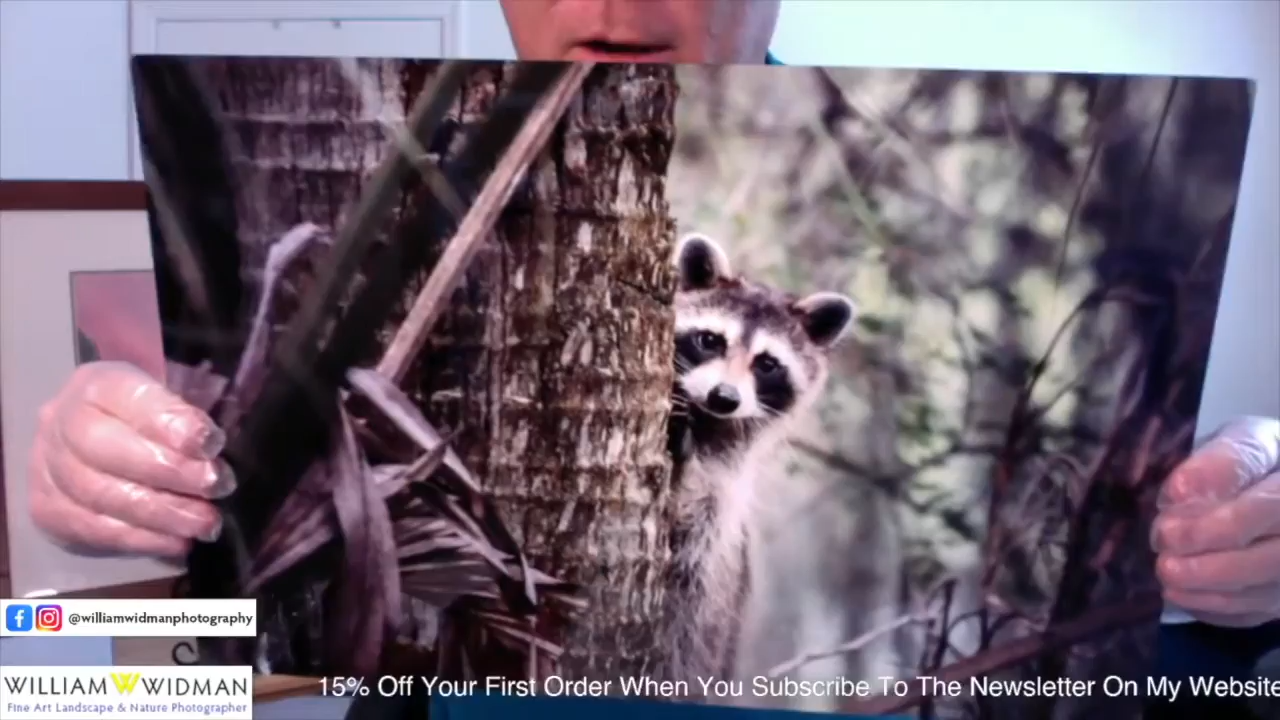 @williamwidmanphotography
WILLIAM WIDMAN
Fine Art Landscape & Nature Photographer
15% Off Your First Order When You Subscribe To The Newsletter On My Website